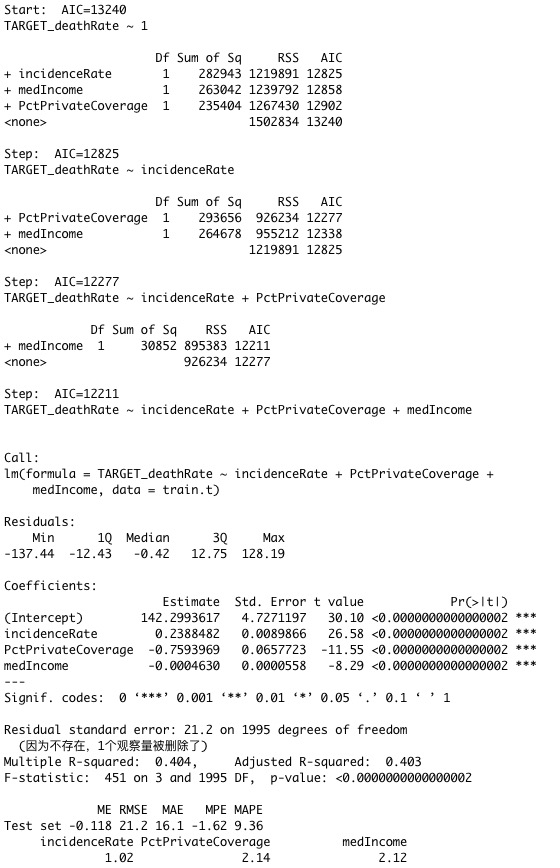 Start:  AIC=13240
TARGET_deathRate ~ 1

                     Df Sum of Sq     RSS   AIC
+ incidenceRate       1    282943 1219891 12825
+ medIncome           1    263042 1239792 12858
+ PctPrivateCoverage  1    235404 1267430 12902
<none>                            1502834 13240

Step:  AIC=12825
TARGET_deathRate ~ incidenceRate

                     Df Sum of Sq     RSS   AIC
+ PctPrivateCoverage  1    293656  926234 12277
+ medIncome           1    264678  955212 12338
<none>                            1219891 12825

Step:  AIC=12277
TARGET_deathRate ~ incidenceRate + PctPrivateCoverage

            Df Sum of Sq    RSS   AIC
+ medIncome  1     30852 895383 12211
<none>                   926234 12277

Step:  AIC=12211
TARGET_deathRate ~ incidenceRate + PctPrivateCoverage + medIncome

Call:
lm(formula = TARGET_deathRate ~ incidenceRate + PctPrivateCoverage +
    medIncome, data = train.t)

Residuals:
    Min      1Q  Median      3Q     Max
-137.44  -12.43   -0.42   12.75  128.19

Coefficients:
                      Estimate  Std. Error t value            Pr(>|t|)
(Intercept)        142.2993617   4.7271197   30.10 <0.0000000000000002 ***
incidenceRate        0.2388482   0.0089866   26.58 <0.0000000000000002 ***
PctPrivateCoverage  -0.7593969   0.0657723  -11.55 <0.0000000000000002 ***
medIncome           -0.0004630   0.0000558   -8.29 <0.0000000000000002 ***
---
Signif. codes:  0 ‘***’ 0.001 ‘**’ 0.01 ‘*’ 0.05 ‘.’ 0.1 ‘ ’ 1

Residual standard error: 21.2 on 1995 degrees of freedom
  (因为不存在，1个观察量被删除了)
Multiple R-squared:  0.404,	Adjusted R-squared:  0.403
F-statistic:  451 on 3 and 1995 DF,  p-value: <0.0000000000000002

             ME RMSE  MAE   MPE MAPE
Test set -0.118 21.2 16.1 -1.62 9.36
     incidenceRate PctPrivateCoverage          medIncome
              1.02               2.14               2.12